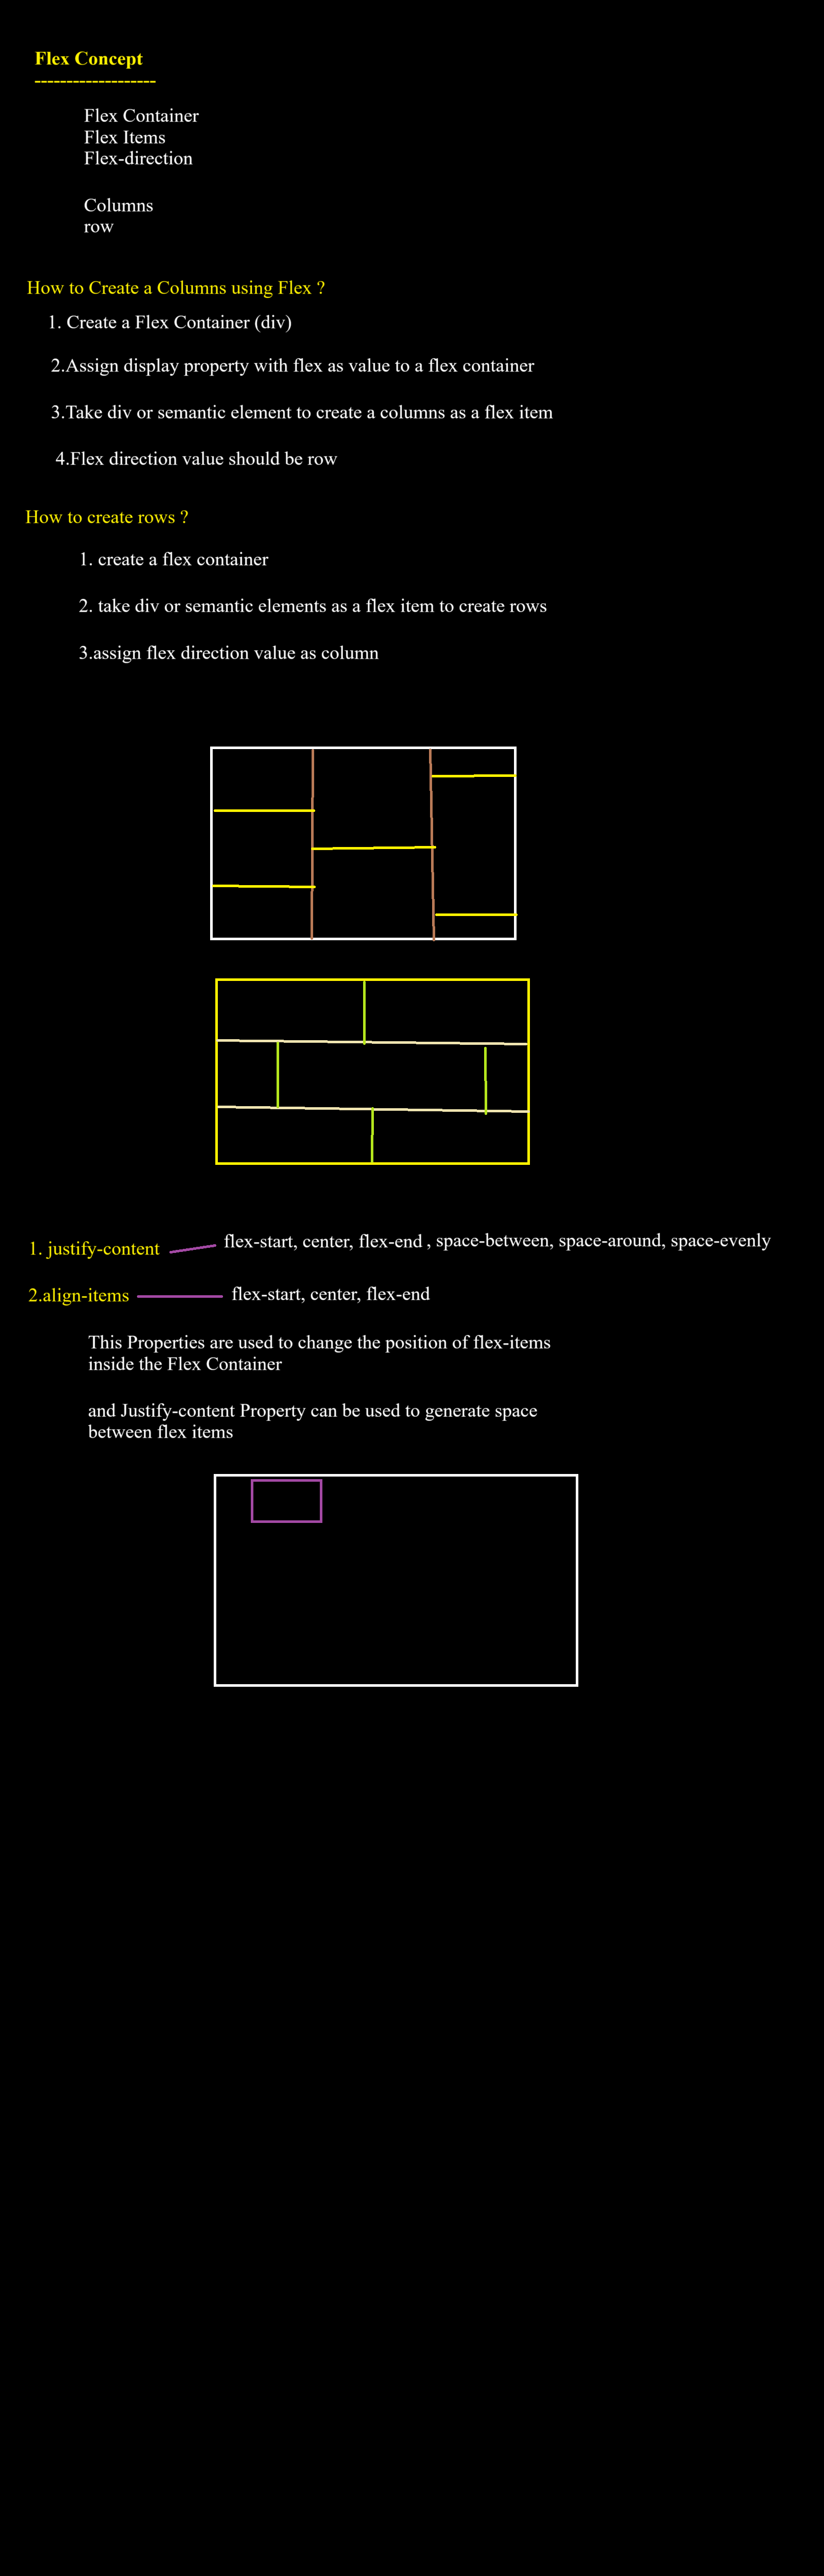 Flex Concept
-------------------
Flex Container
Flex Items
Flex-direction
Columns
row
How to Create a Columns using Flex ?
1. Create a Flex Container (div)
2.Assign display property with flex as value to a flex container
3.Take div or semantic element to create a columns as a flex item
4.Flex direction value should be row
How to create rows ?
1. create a flex container
2. take div or semantic elements as a flex item to create rows
3.assign flex direction value as column
1. justify-content flex-start, center, flex-end , space-between, space-around, space-evenly
2.align-items flex-start, center, flex-end
This Properties are used to change the position of flex-items
inside the Flex Container
and Justify-content Property can be used to generate space
between flex items